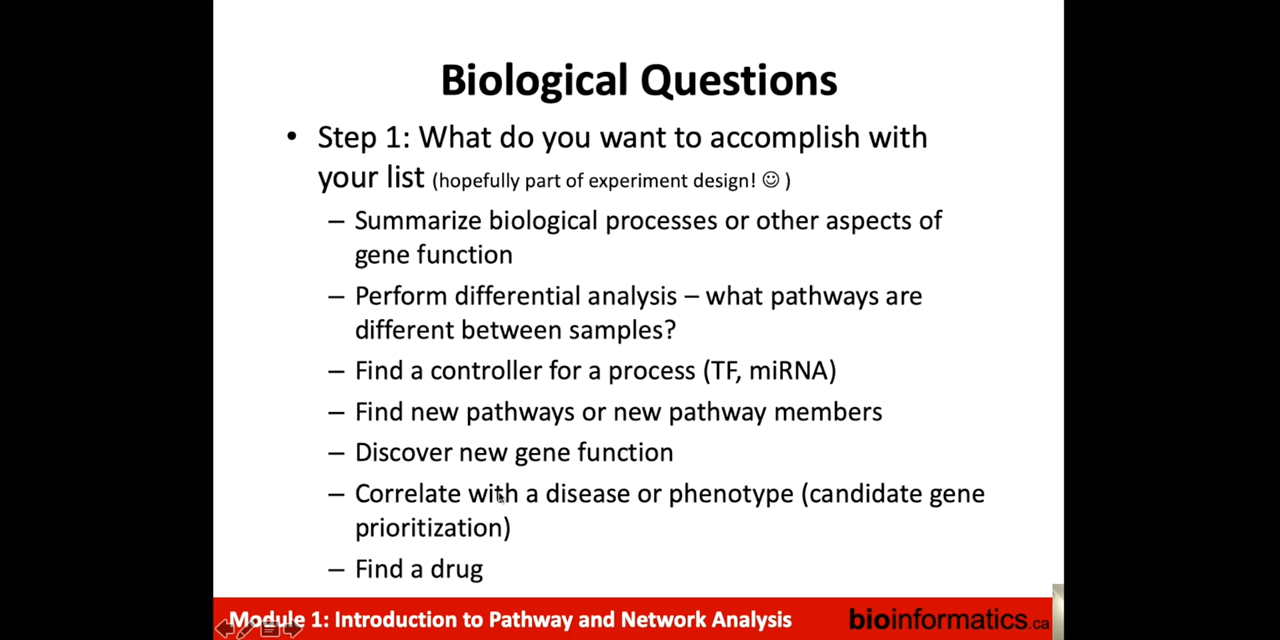 Biological Questions
• Step 1: What do you want to accomplish with
your list (hopefully part of experiment design! ☺ )
– Summarize biological processes or other aspects of
gene function
– Perform differential analysis – what pathways are
different between samples?
– Find a controller for a process (TF, miRNA)
– Find new pathways or new pathway members
– Discover new gene function
– Correlate with a disease or phenotype (candidate gene
prioritization)
– Find a drug
Module 1: Introduction to Pathway and Network Analysis
bioinformatics.ca